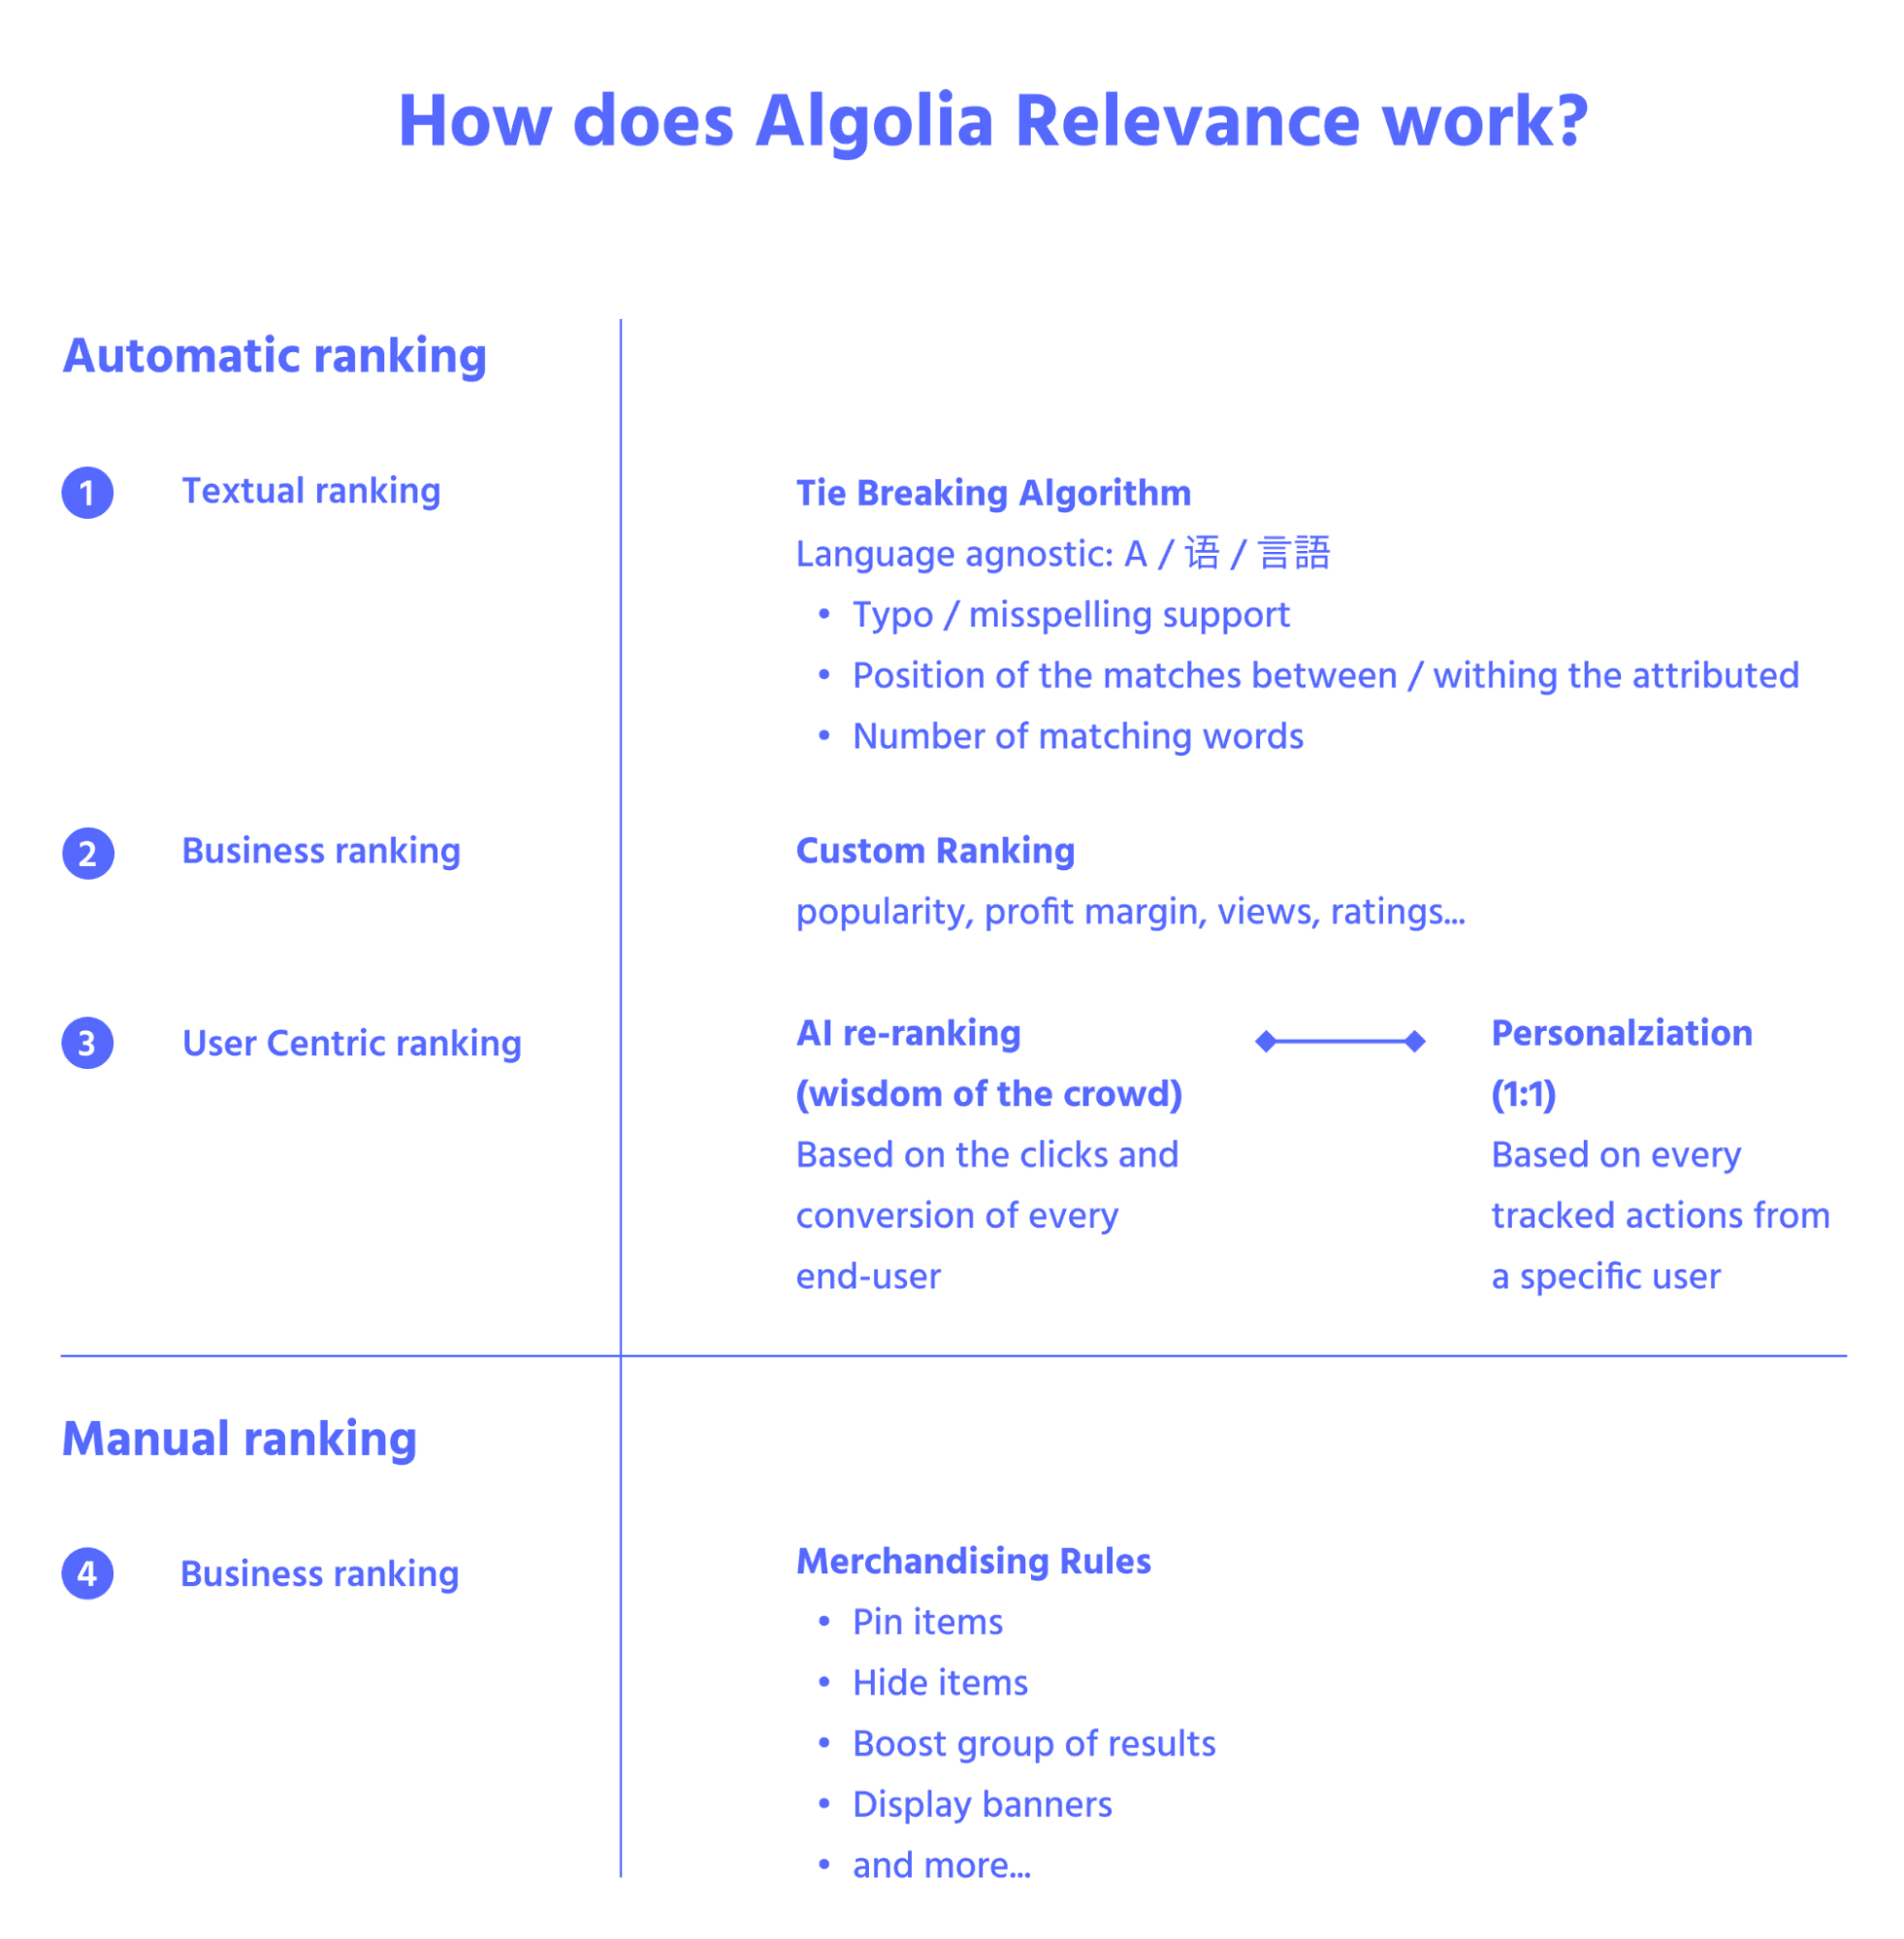 How does Algolia Relevance work?
Automatic ranking
1 Textual ranking
Tie Breaking Algorithm
Language agnostic: A / 语 / 言語
• Typo / misspelling support
• Position of the matches between / withing the attributed
• Number of matching words
2 Business ranking
Custom Ranking
popularity, profit margin, views, ratings...
3 User Centric ranking
AI re-ranking
(wisdom of the crowd)
Based on the clicks and
conversion of every
end-user
Personalziation
(1:1)
Based on every
tracked actions from
a specific user
Manual ranking
4 Business ranking
Merchandising Rules
• Pin items
• Hide items
• Boost group of results
• Display banners
• and more...